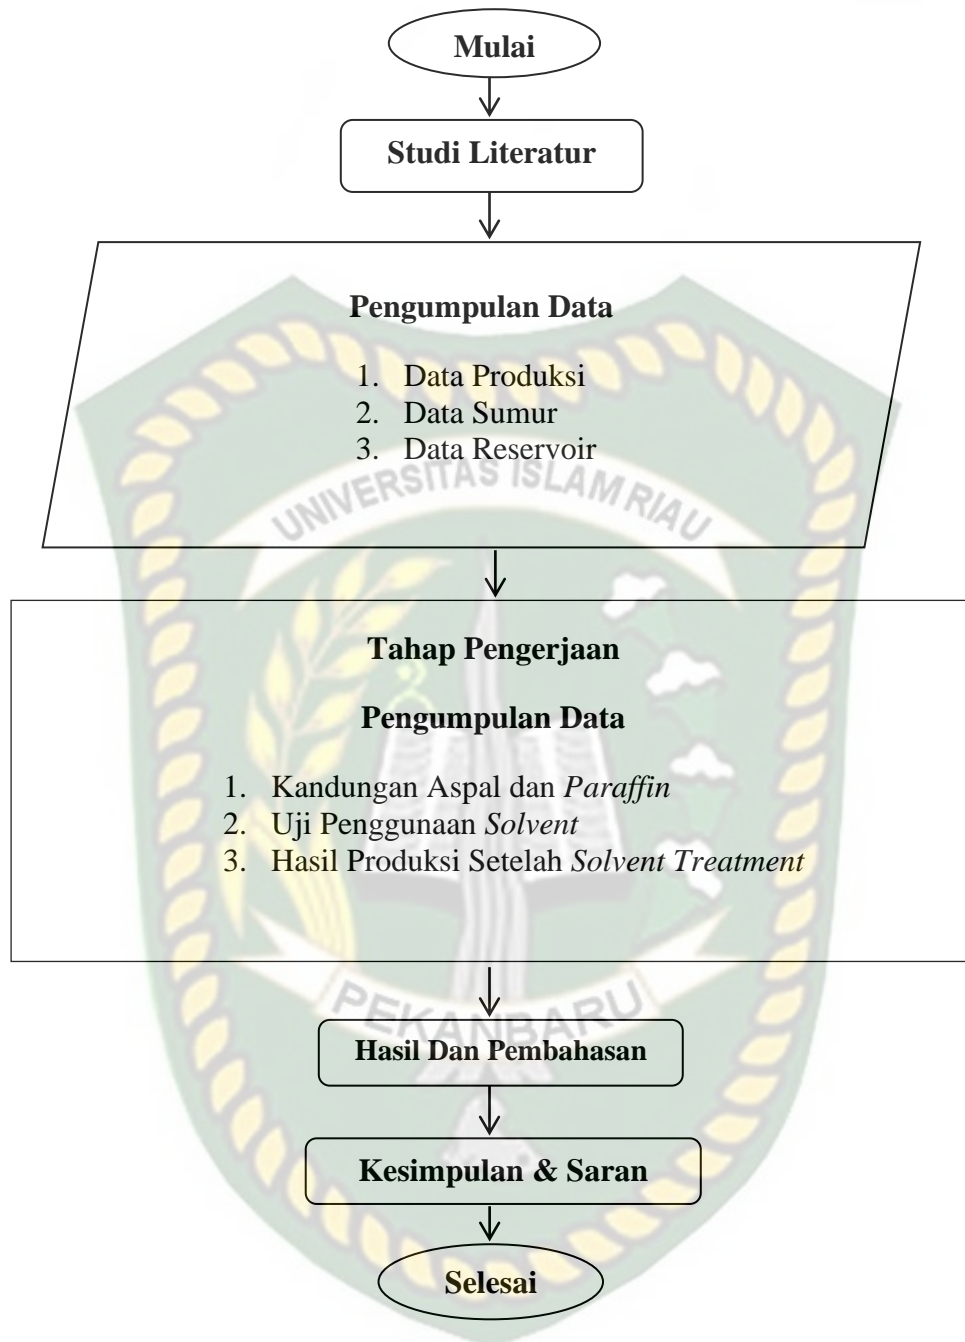 Mulai
Studi Literatur
Pengumpulan Data
1. Data Produksi
2. Data Sumur
3. Data Reservoir
UNIVERSITAS ISLAM RIAU
Tahap Pengerjaan
Pengumpulan Data
1. Kandungan Aspal dan Paraffin
2. Uji Penggunaan Solvent
3. Hasil Produksi Setelah Solvent Treatment
PEKANBARU
Hasil Dan Pembahasan
Kesimpulan & Saran
Selesai